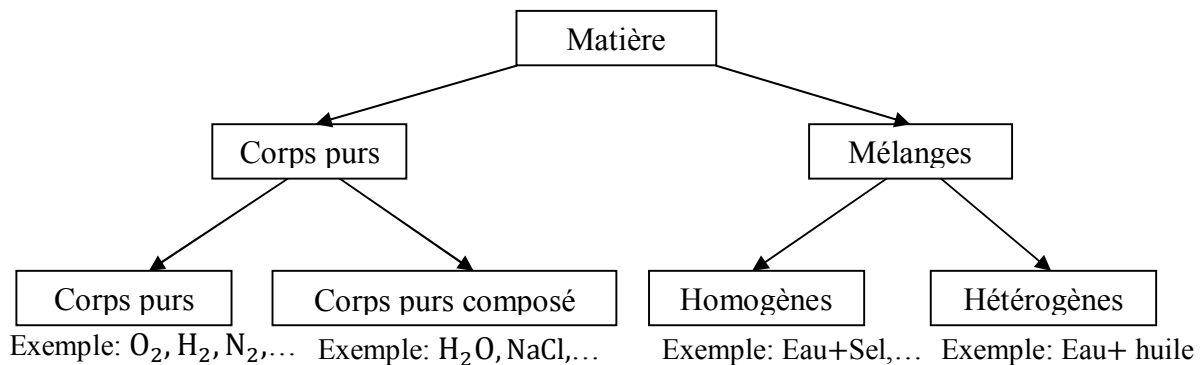 Matière
Corps purs
Mélanges
Corps purs
Corps purs composé
Homogènes
Hétérogènes
Exemple: O₂, H₂, N₂,…
Exemple: H₂O, NaCl,…
Exemple: Eau+Sel,…
Exemple: Eau+ huile